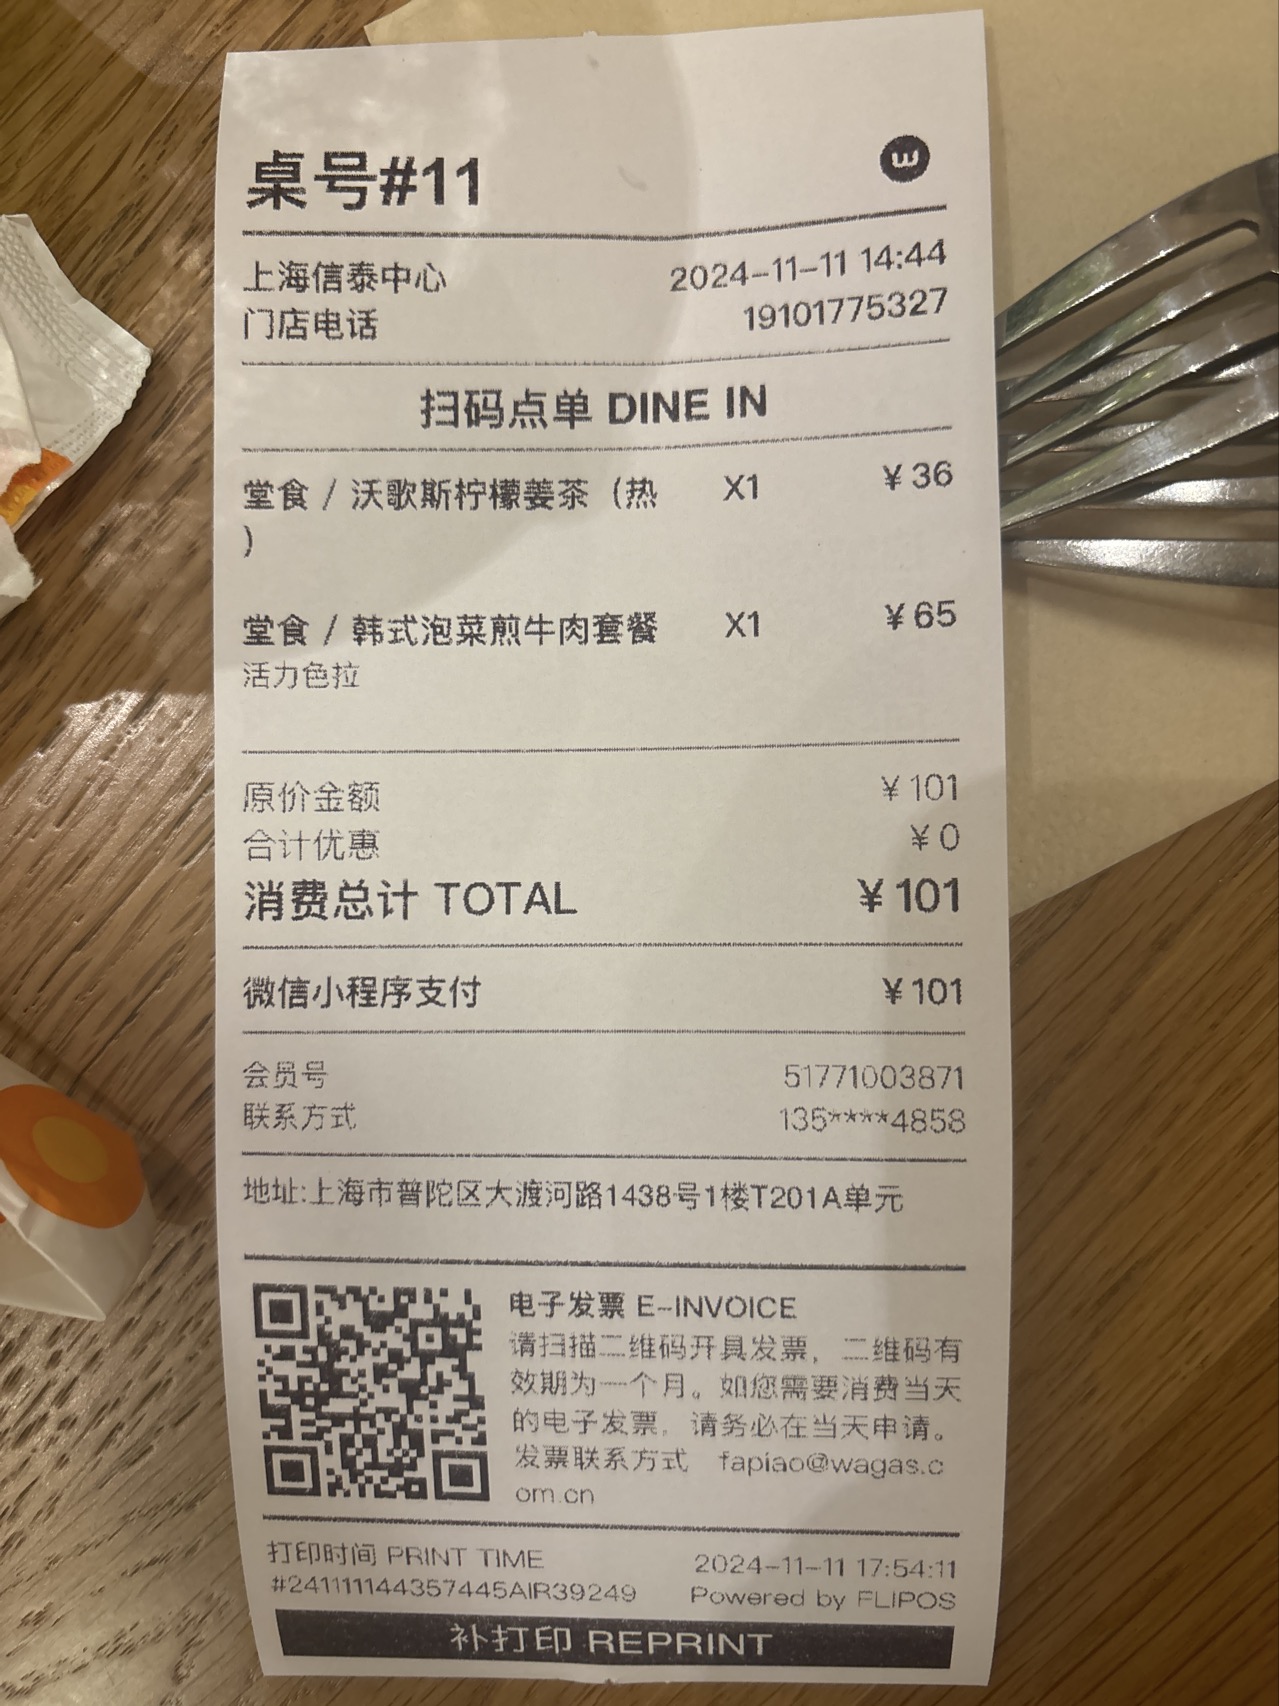 桌号#11
上海信泰中心 2024-11-11 14:44
门店电话 19101775327
扫码点单 DINE IN
堂食 / 沃歌斯柠檬姜茶（热 X1 ¥36
）
堂食 / 韩式泡菜煎牛肉套餐 X1 ¥65
活力色拉
原价金额 ¥101
合计优惠 ¥0
消费总计 TOTAL ¥101
微信小程序支付 ¥101
会员号 51771003871
联系方式 135****4858
地址:上海市普陀区大渡河路1438号1楼T201A单元
电子发票 E-INVOICE
请扫描二维码开具发票，二维码有
效期为一个月。如您需要消费当天
的电子发票，请务必在当天申请。
发票联系方式 fapiao@wagas.c
om.cn
打印时间 PRINT TIME 2024-11-11 17:54:11
#241111144357445AIR39249 Powered by FLIPOS
补打印 REPRINT